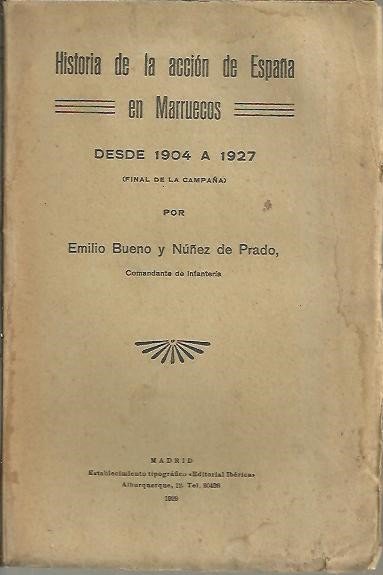 Historia de la acción de España
en Marruecos
DESDE 1904 A 1927
(FINAL DE LA CAMPAÑA)
POR
Emilio Bueno y Núñez de Prado,
Comandante de Infantería
MADRID
Establecimiento tipográfico «Editorial Ibérica»
Alburquerque, 12. Tel. 30438
1929